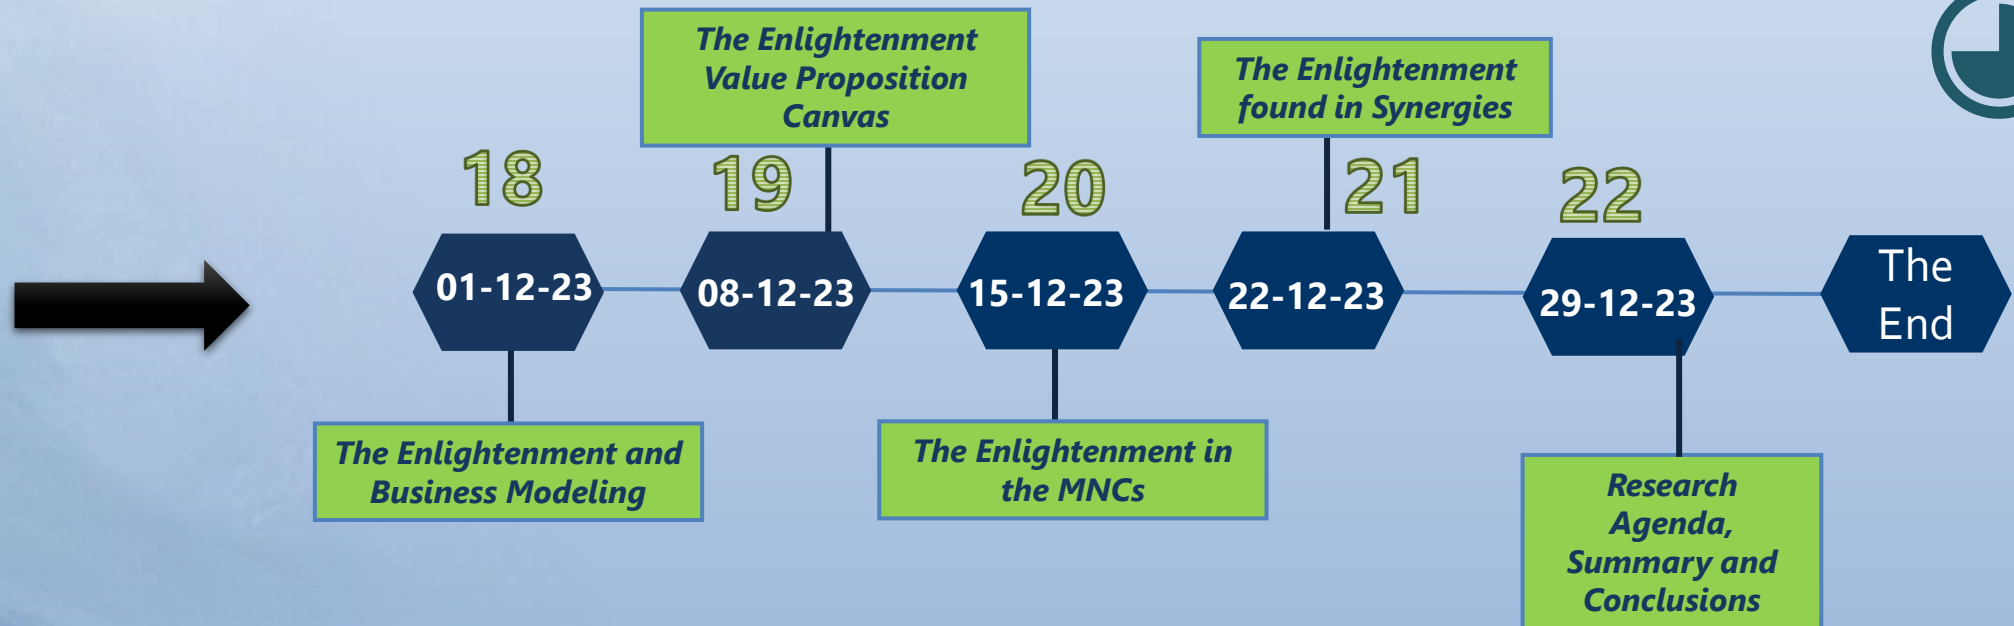 The Enlightenment
Value Proposition
Canvas
The Enlightenment
found in Synergies
18
19
20
21
22
01-12-23
08-12-23
15-12-23
22-12-23
29-12-23
The
End
The Enlightenment and
Business Modeling
The Enlightenment in
the MNCs
Research
Agenda,
Summary and
Conclusions